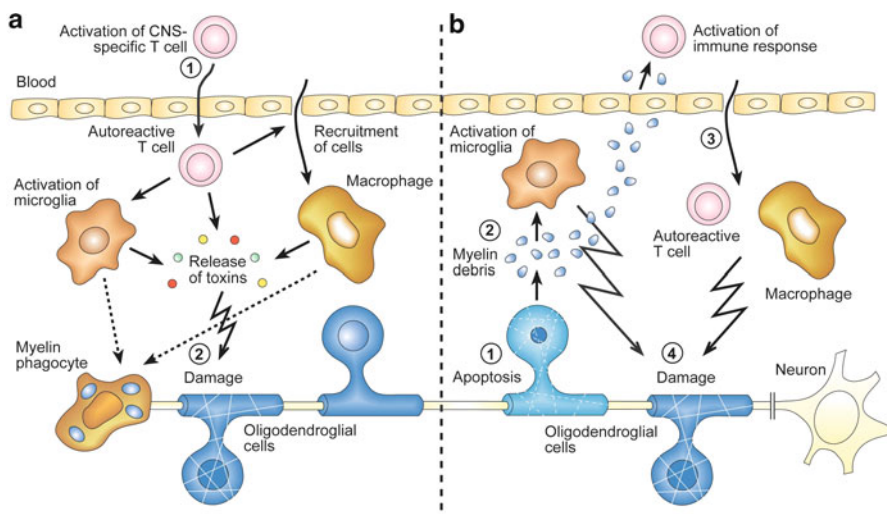 a
Activation of CNS-
specific T cell
1
Blood
Autoreactive
T cell
Recruitment
of cells
Activation of
microglia
Macrophage
Release
of toxins
Myelin
phagocyte
2
Damage
Oligodendroglial
cells
b
Activation of
immune response
Activation of
microglia
3
2
Myelin
debris
Autoreactive
T cell
Macrophage
1
Apoptosis
4
Damage
Neuron
Oligodendroglial
cells